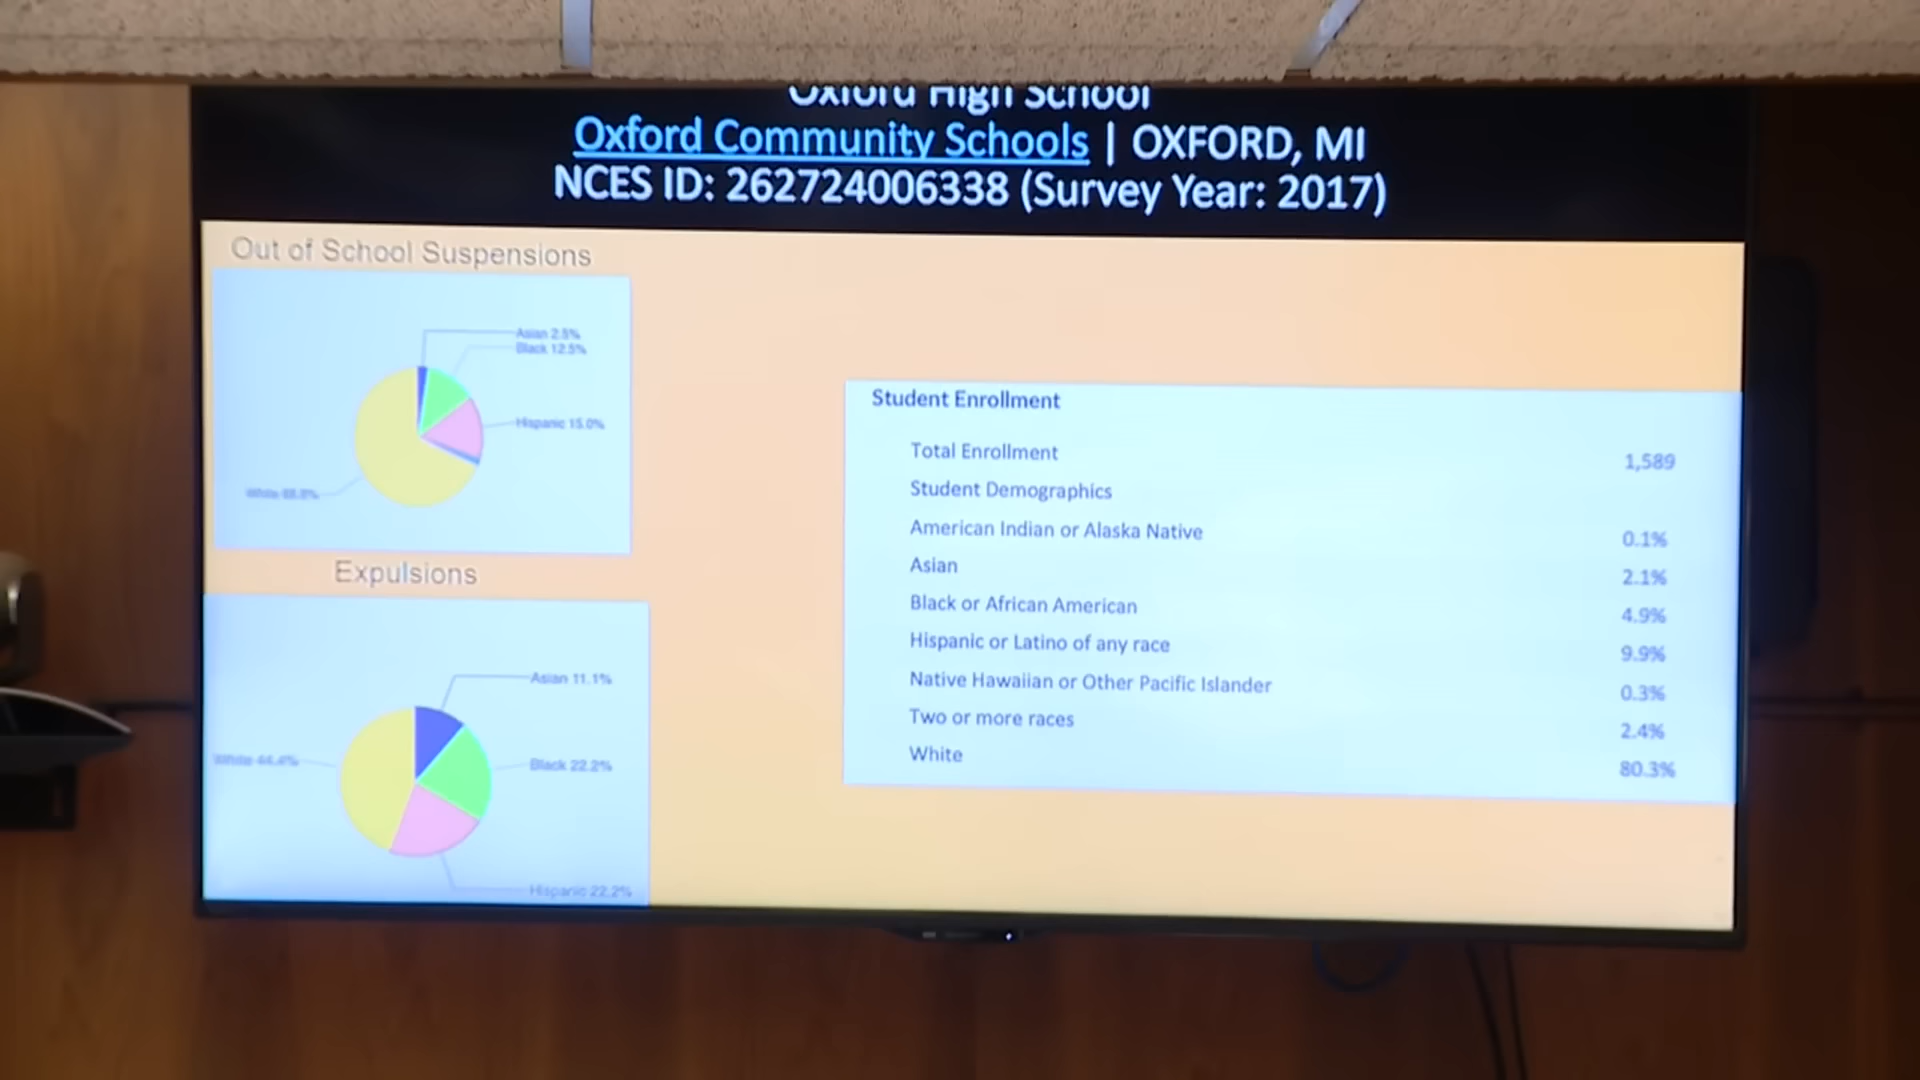 Oxford High School
Oxford Community Schools | OXFORD, MI
NCES ID: 262724006338 (Survey Year: 2017)
Out of School Suspensions
Asian 2.5%
Black 12.5%
Hispanic 15.0%
White
Expulsions
Asian 11.1%
White 44.4%
Black 22.2%
Hispanic 22.2%
Student Enrollment
Total Enrollment 1,589
Student Demographics
American Indian or Alaska Native 0.1%
Asian 2.1%
Black or African American 4.9%
Hispanic or Latino of any race 9.9%
Native Hawaiian or Other Pacific Islander 0.3%
Two or more races 2.4%
White 80.3%